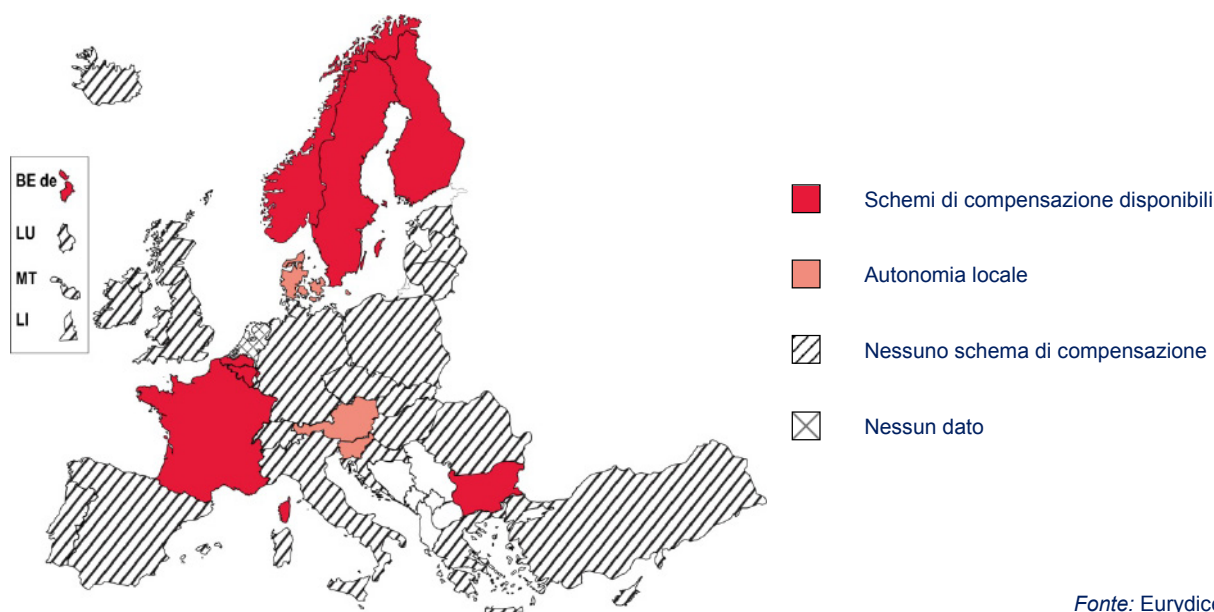 BE de
LU
MT
LI
Schemi di compensazione disponibili
Autonomia locale
Nessuno schema di compensazione
Nessun dato
Fonte: Eurydice